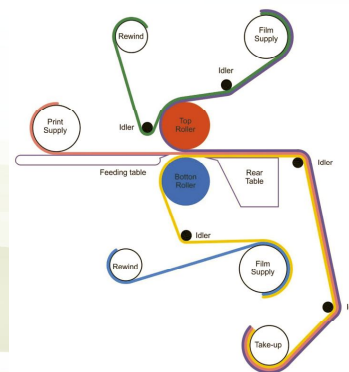 Rewind
Film
Supply
Idler
Print
Supply
Idler
Top
Roller
Feeding table
Idler
Botton
Roller
Rear
Table
Idler
Rewind
Film
Supply
Take-up